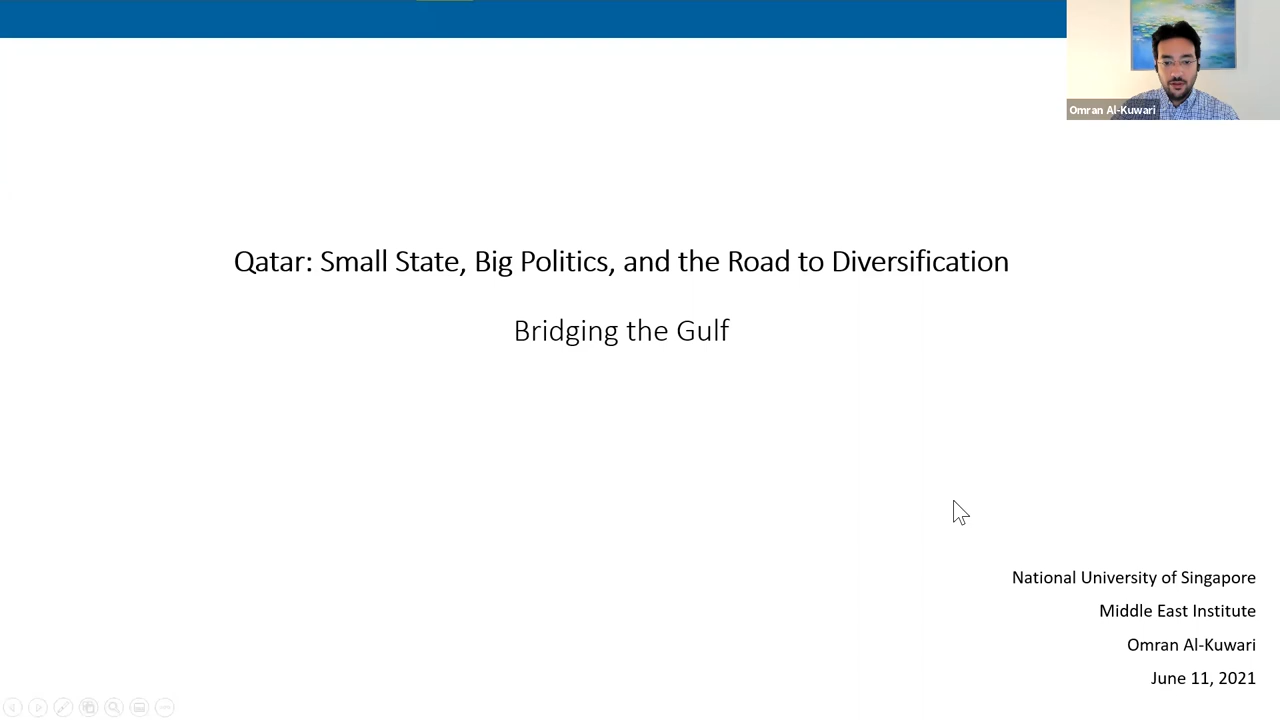 Omran Al-Kuwari
Qatar: Small State, Big Politics, and the Road to Diversification
Bridging the Gulf
National University of Singapore
Middle East Institute
Omran Al-Kuwari
June 11, 2021